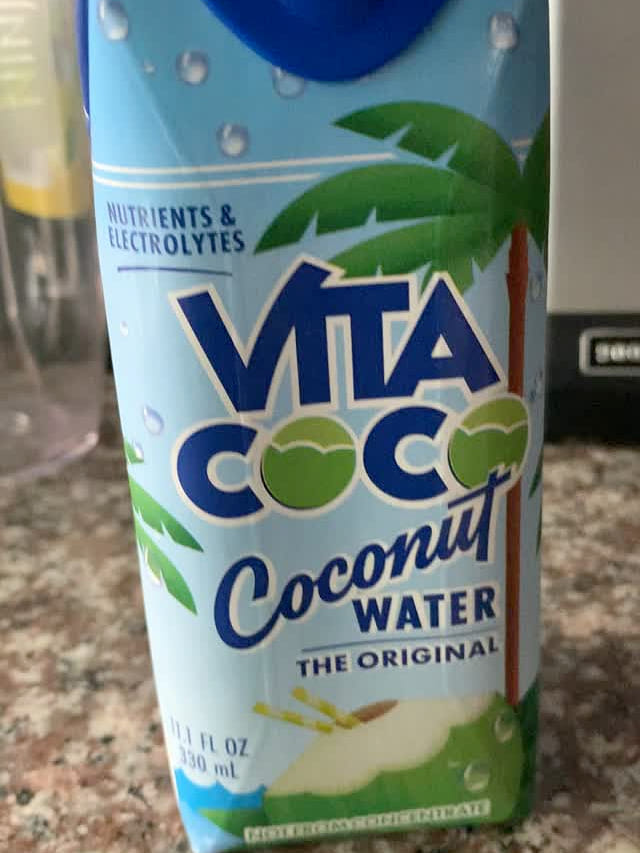 NUTRIENTS &
ELECTROLYTES
VITA
COCO
Coconut
WATER
THE ORIGINAL
11.1 FL OZ
330 mL
NOT FROM CONCENTRATE